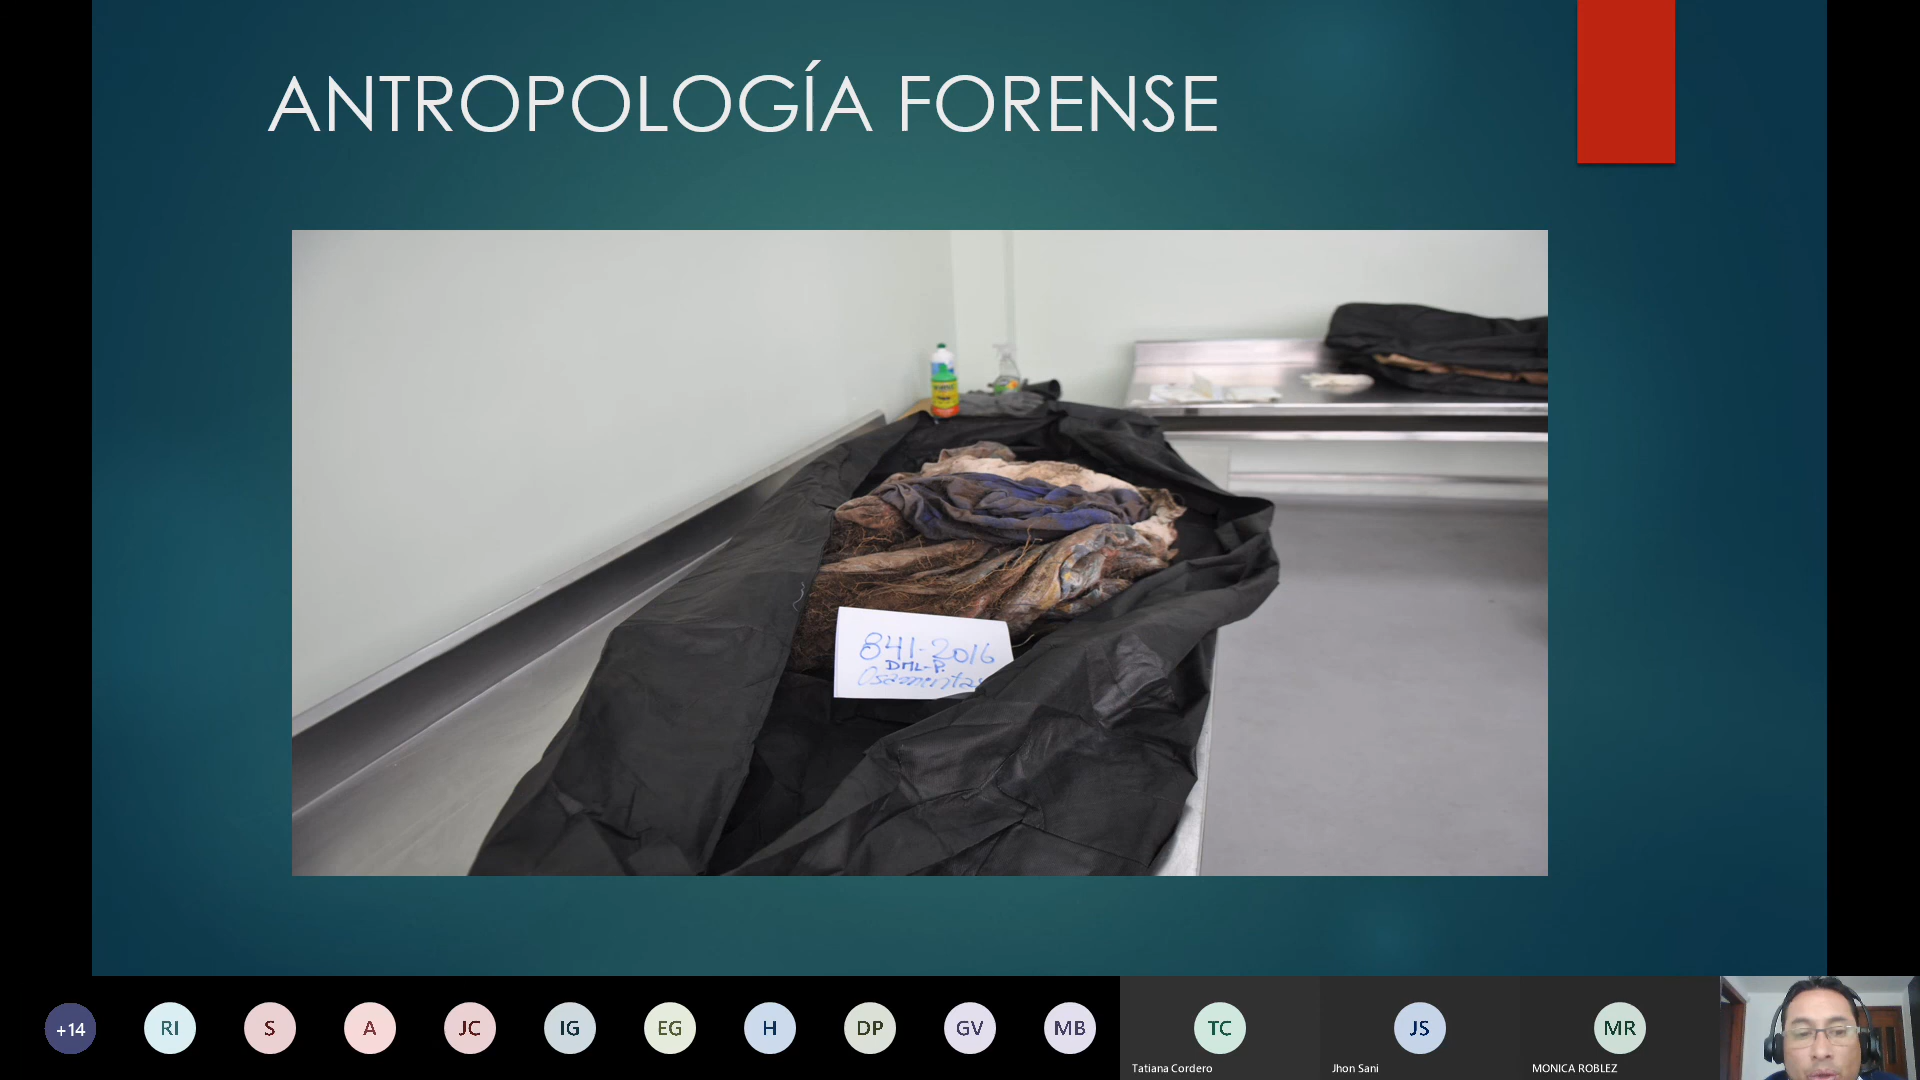 ANTROPOLOGÍA FORENSE
841-2016
DML-P.
Osamentas
+14
RI
S
A
JC
IG
EG
H
DP
GV
MB
TC
JS
MR
Tatiana Cordero
Jhon Sani
MONICA ROBLEZ